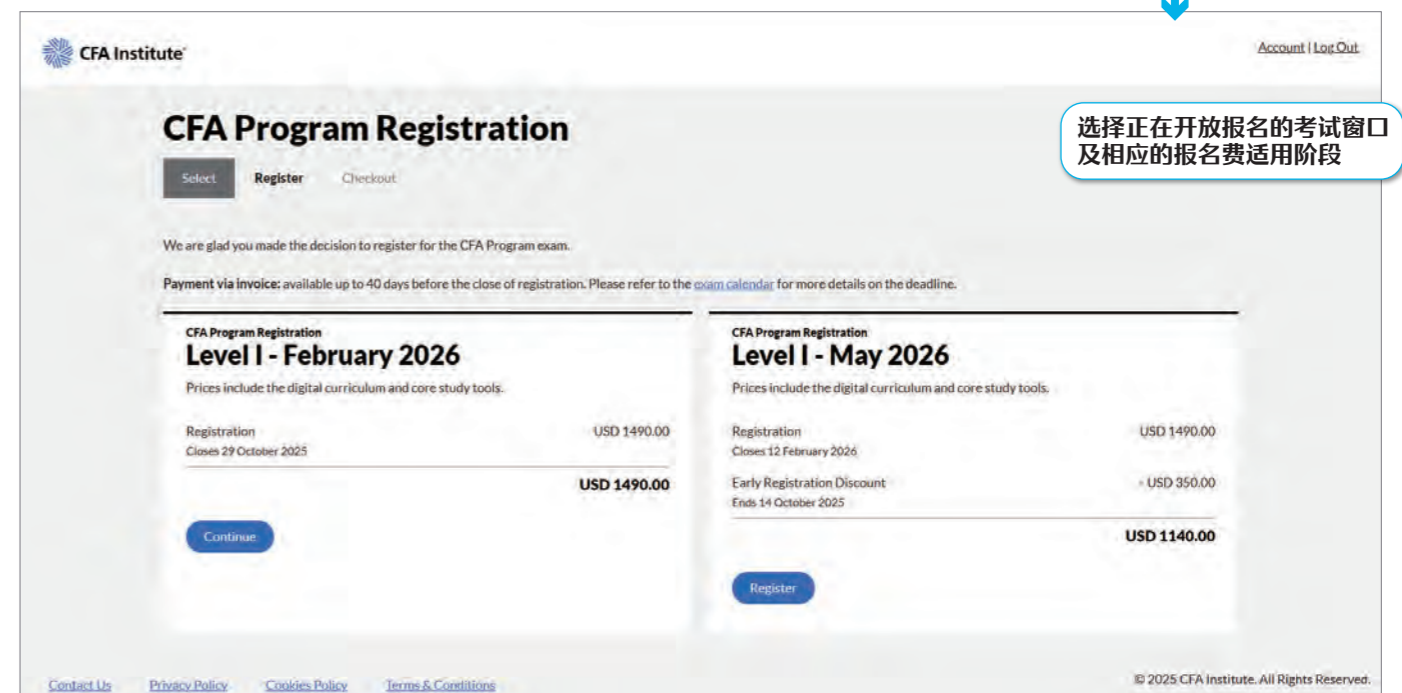 CFA Institute
Account | Log Out
CFA Program Registration
选择正在开放报名的考试窗口
及相应的报名费适用阶段
Select Register Checkout
We are glad you made the decision to register for the CFA Program exam.
Payment via invoice: available up to 40 days before the close of registration. Please refer to the exam calendar for more details on the deadline.
CFA Program Registration
Level I - February 2026
Prices include the digital curriculum and core study tools.
Registration USD 1490.00
Closes 29 October 2025
USD 1490.00
Continue
CFA Program Registration
Level I - May 2026
Prices include the digital curriculum and core study tools.
Registration USD 1490.00
Closes 12 February 2026
Early Registration Discount - USD 350.00
Ends 14 October 2025
USD 1140.00
Register
Contact Us Privacy Policy Cookies Policy Terms & Conditions
© 2025 CFA Institute. All Rights Reserved.